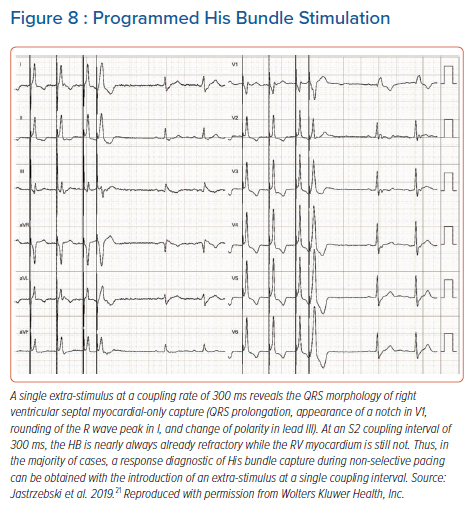 Figure 8 : Programmed His Bundle Stimulation
I
V1
II
V2
III
V3
aVR
V4
aVL
V5
aVF
V6
A single extra-stimulus at a coupling rate of 300 ms reveals the QRS morphology of right
ventricular septal myocardial-only capture (QRS prolongation, appearance of a notch in V1,
rounding of the R wave peak in I, and change of polarity in lead III). At an S2 coupling interval of
300 ms, the HB is nearly always already refractory while the RV myocardium is still not. Thus, in
the majority of cases, a response diagnostic of His bundle capture during non-selective pacing
can be obtained with the introduction of an extra-stimulus at a single coupling interval. Source:
Jastrzebski et al. 2019.21 Reproduced with permission from Wolters Kluwer Health, Inc.